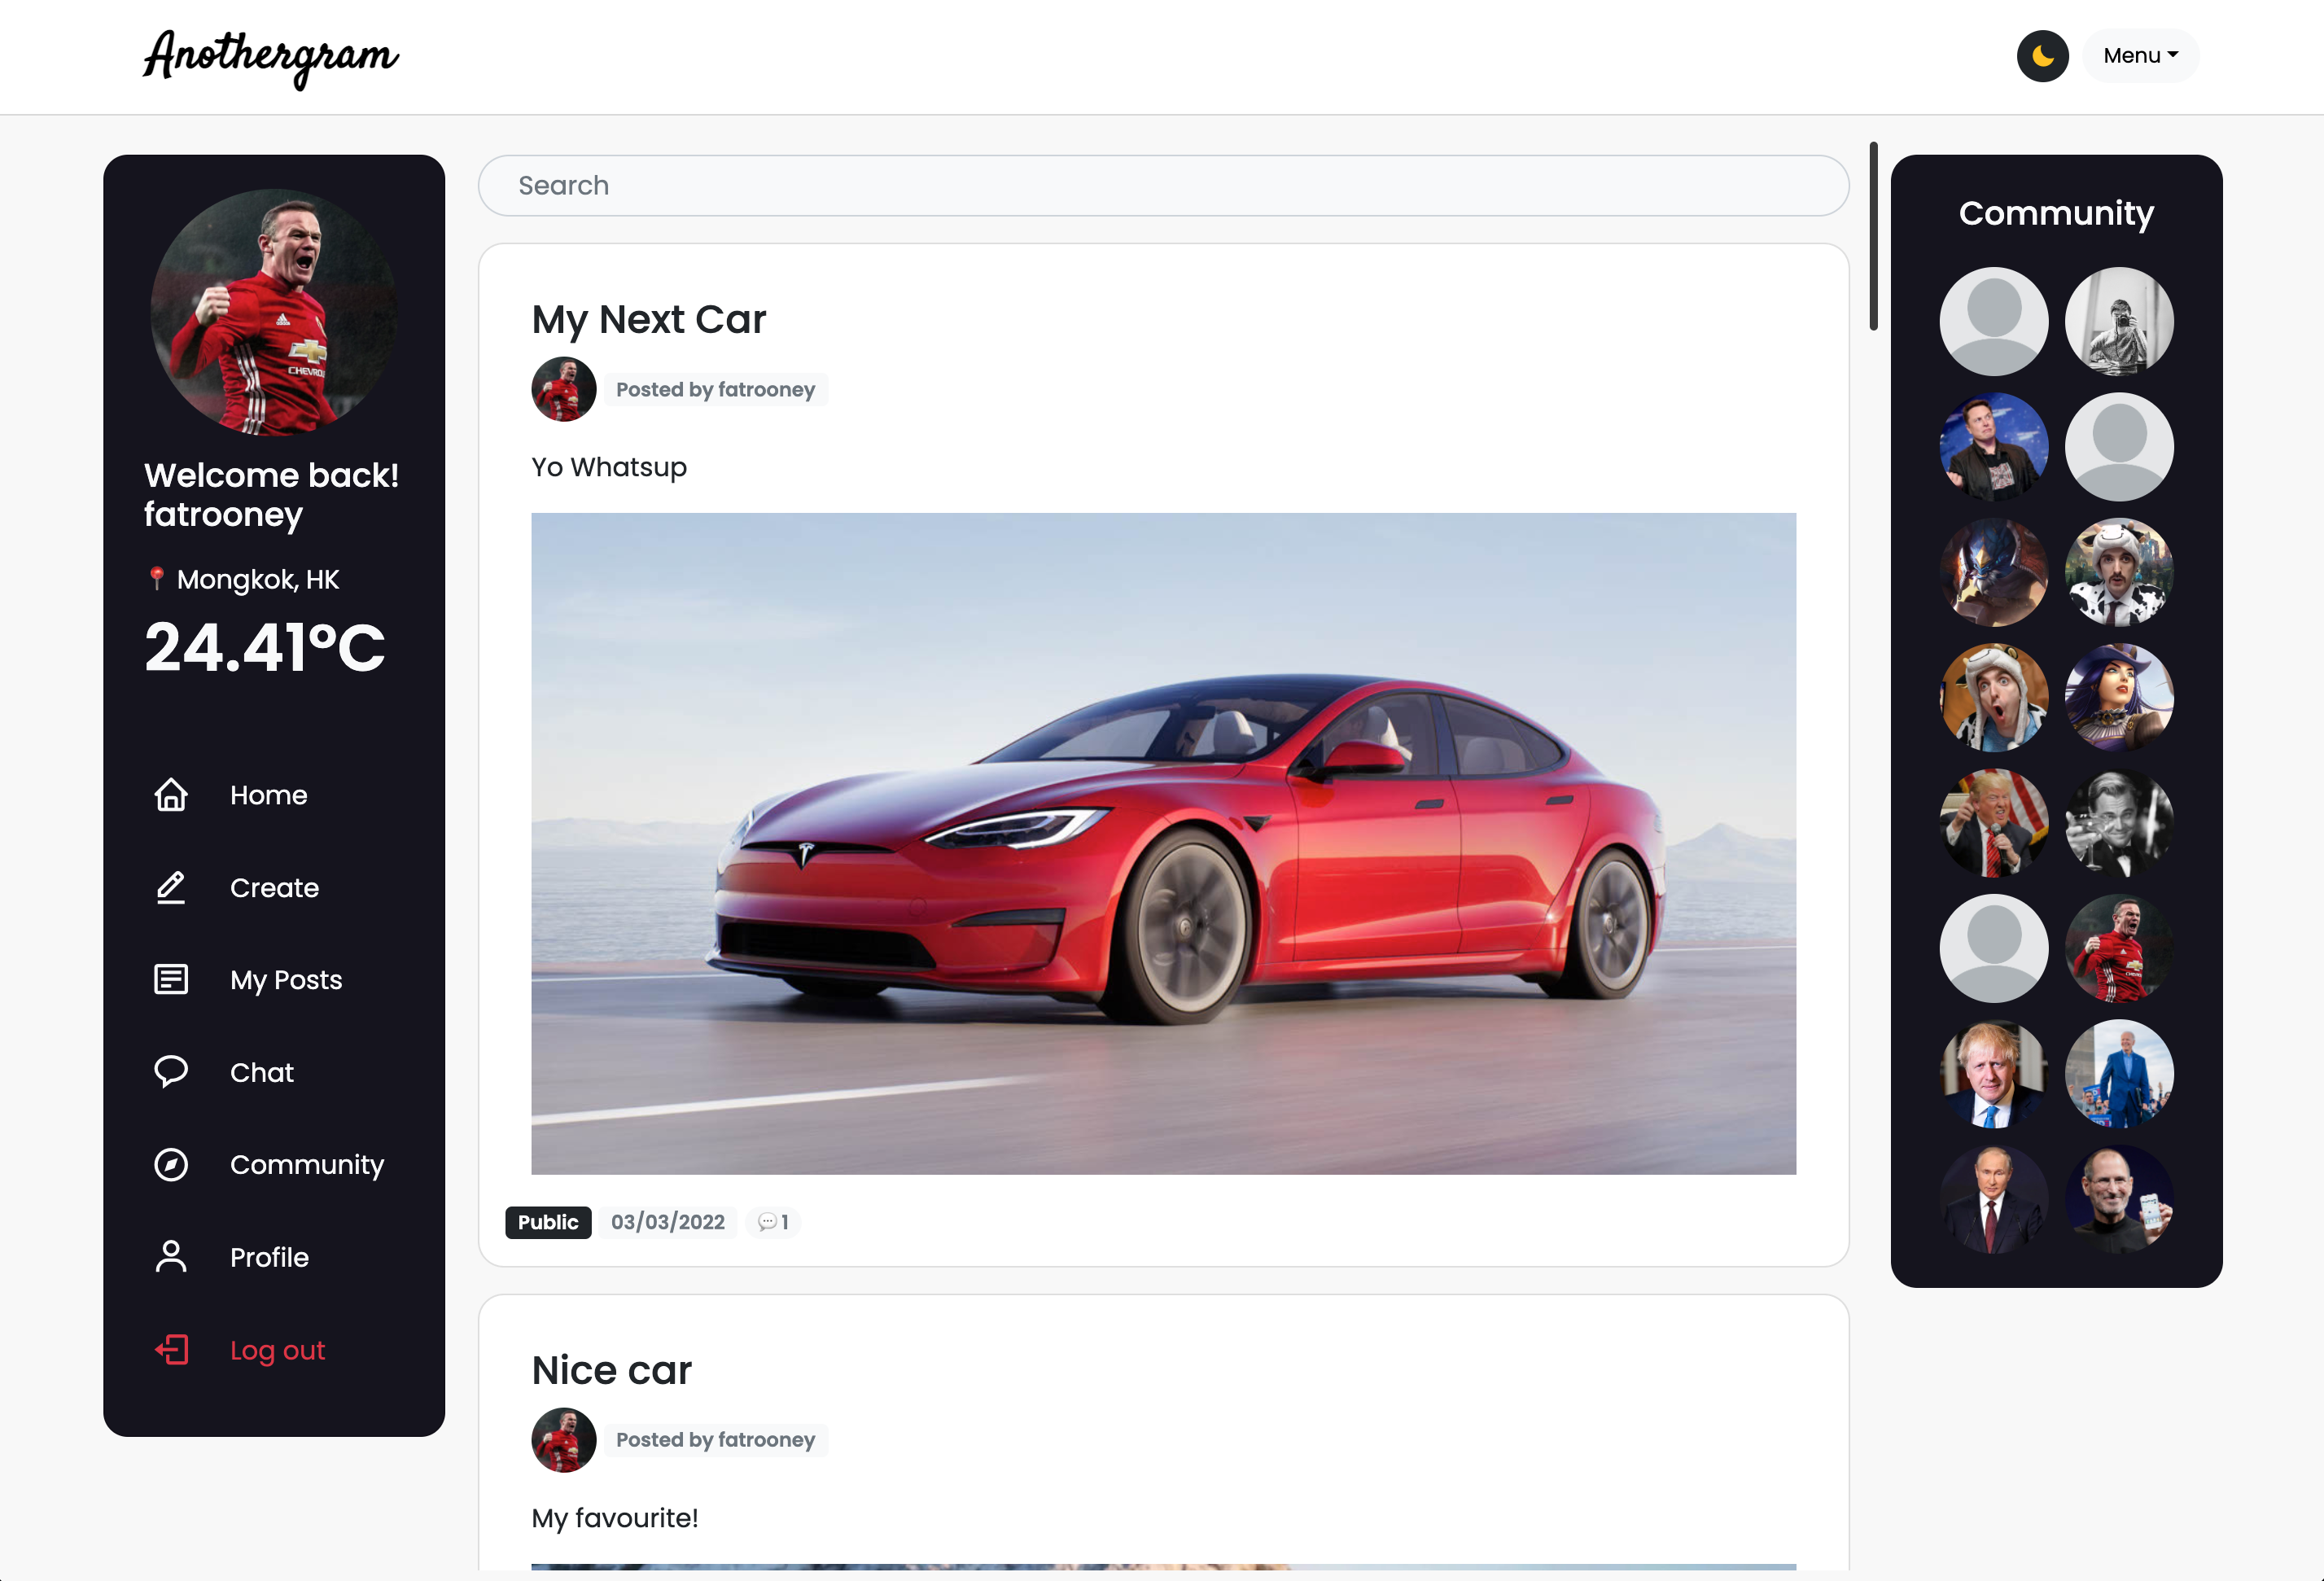 Anothergram
Menu
CHEVROLET
Welcome back!
fatrooney
Mongkok, HK
24.41°C
Home
Create
My Posts
Chat
Community
Profile
Log out
Search
My Next Car
Posted by fatrooney
Yo Whatsup
Public
03/03/2022
1
Nice car
Posted by fatrooney
My favourite!
Community